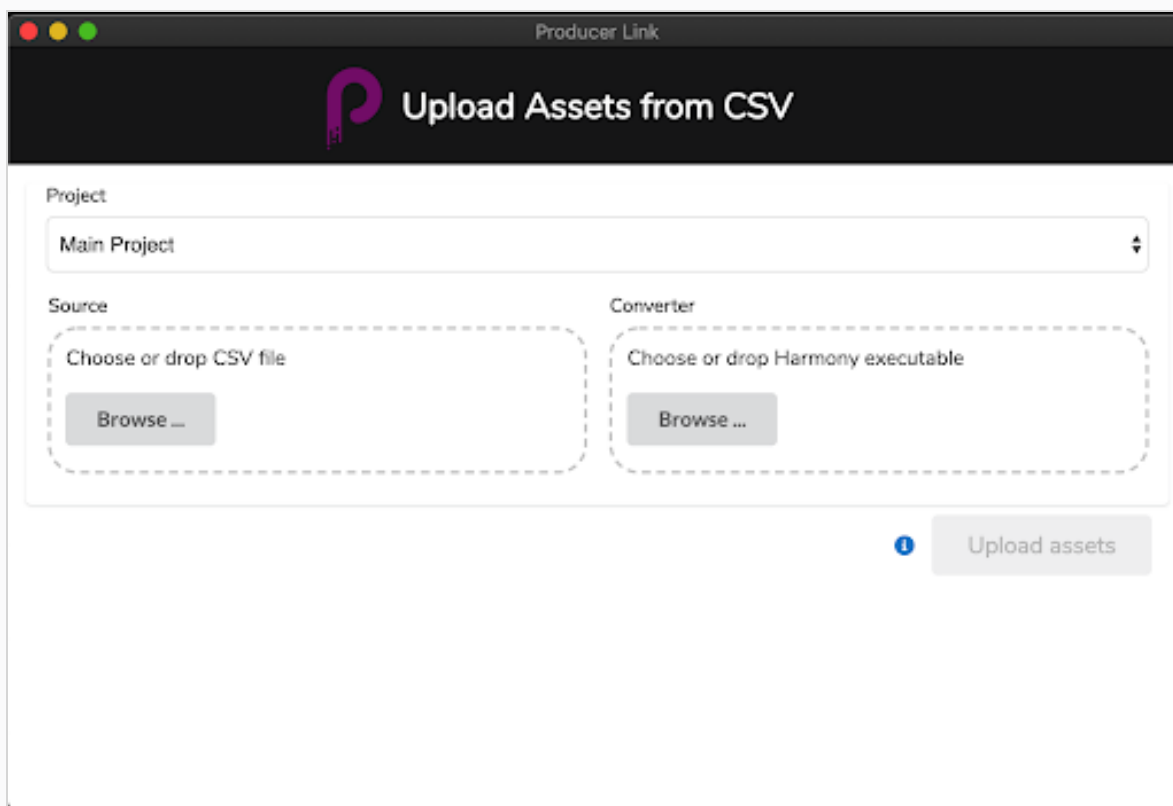 Producer Link
Upload Assets from CSV
Project
Main Project
Source
Converter
Choose or drop CSV file
Choose or drop Harmony executable
Browse ...
Browse ...
Upload assets